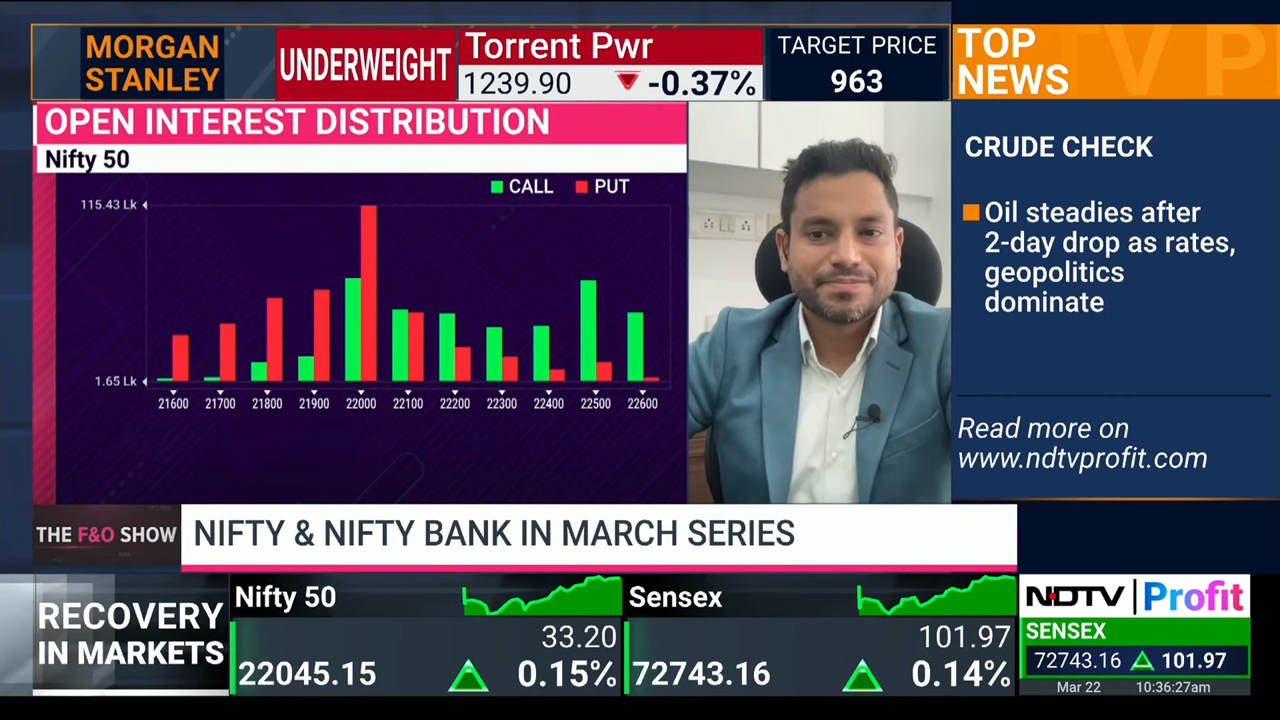 MORGAN
STANLEY
UNDERWEIGHT
Torrent Pwr
1239.90 -0.37%
TARGET PRICE
963
TOP
NEWS
OPEN INTEREST DISTRIBUTION
Nifty 50
CALL PUT
115.43 Lk
1.65 Lk
21600 21700 21800 21900 22000 22100 22200 22300 22400 22500 22600
CRUDE CHECK
Oil steadies after
2-day drop as rates,
geopolitics
dominate
Read more on
www.ndtvprofit.com
THE F&O SHOW
NIFTY & NIFTY BANK IN MARCH SERIES
RECOVERY
IN MARKETS
Nifty 50
33.20
22045.15 0.15%
Sensex
101.97
72743.16 0.14%
NDTV Profit
SENSEX
72743.16 101.97
Mar 22 10:36:27am